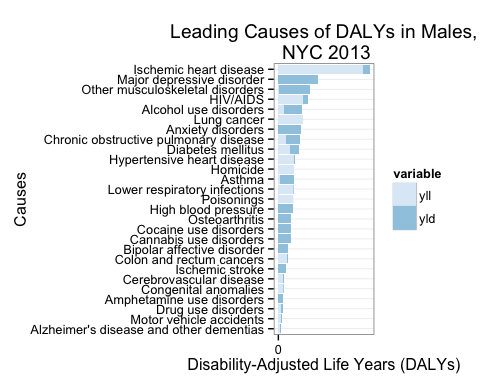 Leading Causes of DALYs in Males,
NYC 2013
Ischemic heart disease
Major depressive disorder
Other musculoskeletal disorders
HIV/AIDS
Alcohol use disorders
Lung cancer
Anxiety disorders
Chronic obstructive pulmonary disease
Diabetes mellitus
Hypertensive heart disease
Homicide
Asthma
Lower respiratory infections
Poisonings
High blood pressure
Osteoarthritis
Cocaine use disorders
Cannabis use disorders
Bipolar affective disorder
Colon and rectum cancers
Ischemic stroke
Cerebrovascular disease
Congenital anomalies
Amphetamine use disorders
Drug use disorders
Motor vehicle accidents
Alzheimer's disease and other dementias
Causes
0
Disability-Adjusted Life Years (DALYs)
variable
yll
yld